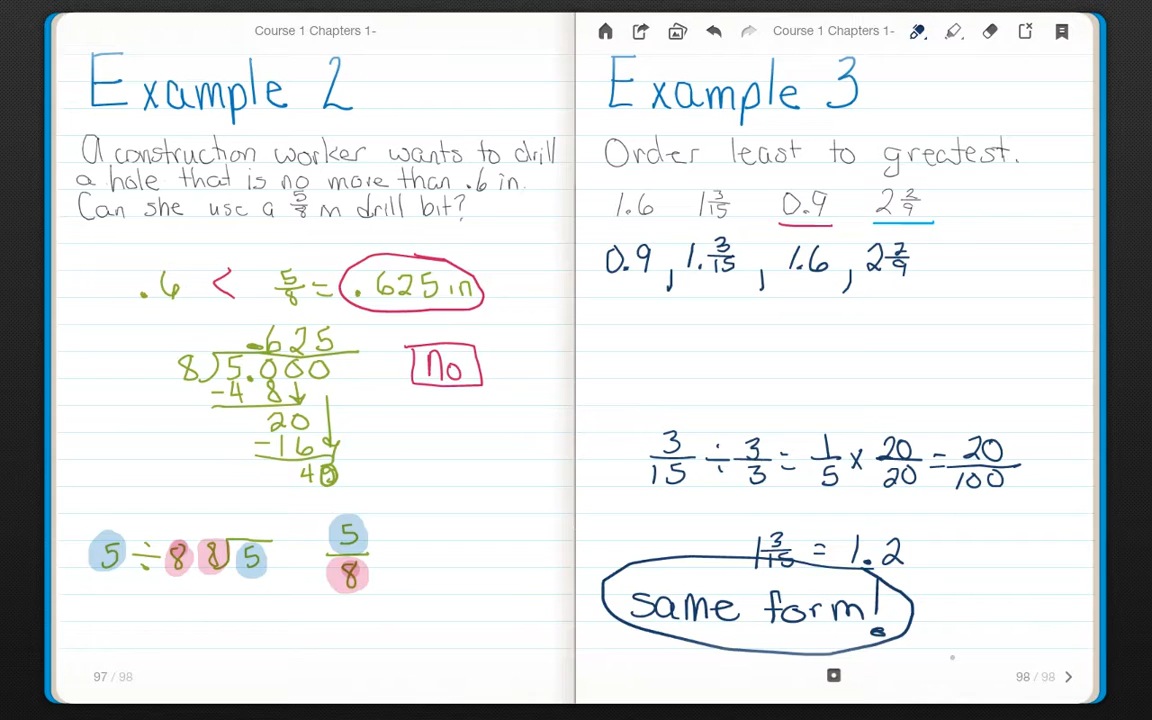 Course 1 Chapters 1-
Example 2
A construction worker wants to drill
a hole that is no more than .6 in.
Can she use a 5/8 in drill bit?
.6 < 5/8 = .625 in
.625
8)5.000
no
-4 8
20
-16
40
5 ÷ 8 8)5 5/8
97 / 98
Course 1 Chapters 1-
Example 3
Order least to greatest.
1.6 1 3/15 0.9 2 2/9
0.9 , 1. 3/15 , 1.6 , 2 2/9
3/15 ÷ 3/3 = 1/5 × 20/20 = 20/100
1 3/15 = 1.2
same form!
98 / 98